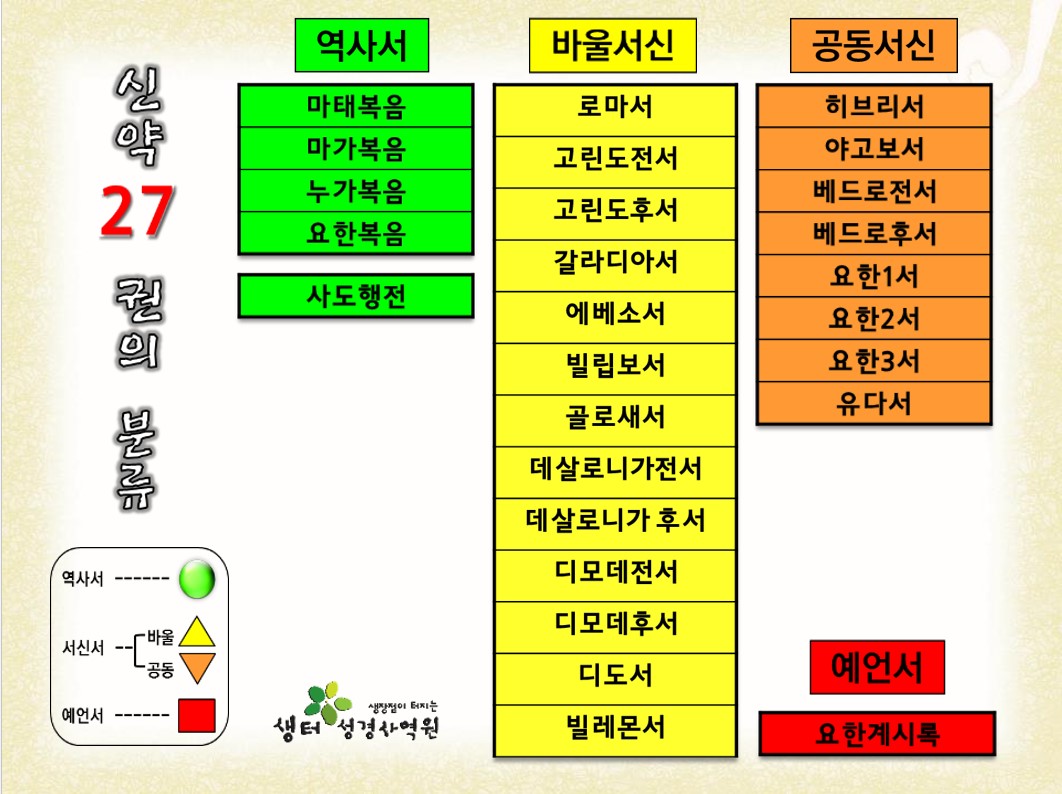 신약
27
권의
분류
역사서
마태복음
마가복음
누가복음
요한복음
사도행전
바울서신
로마서
고린도전서
고린도후서
갈라디아서
에베소서
빌립보서
골로새서
데살로니가전서
데살로니가 후서
디모데전서
디모데후서
디도서
빌레몬서
공동서신
히브리서
야고보서
베드로전서
베드로후서
요한1서
요한2서
요한3서
유다서
예언서
요한계시록
역사서 ------
서신서 -- 바울
공동
예언서 ------
생장점이 터지는
생터 성경사역원